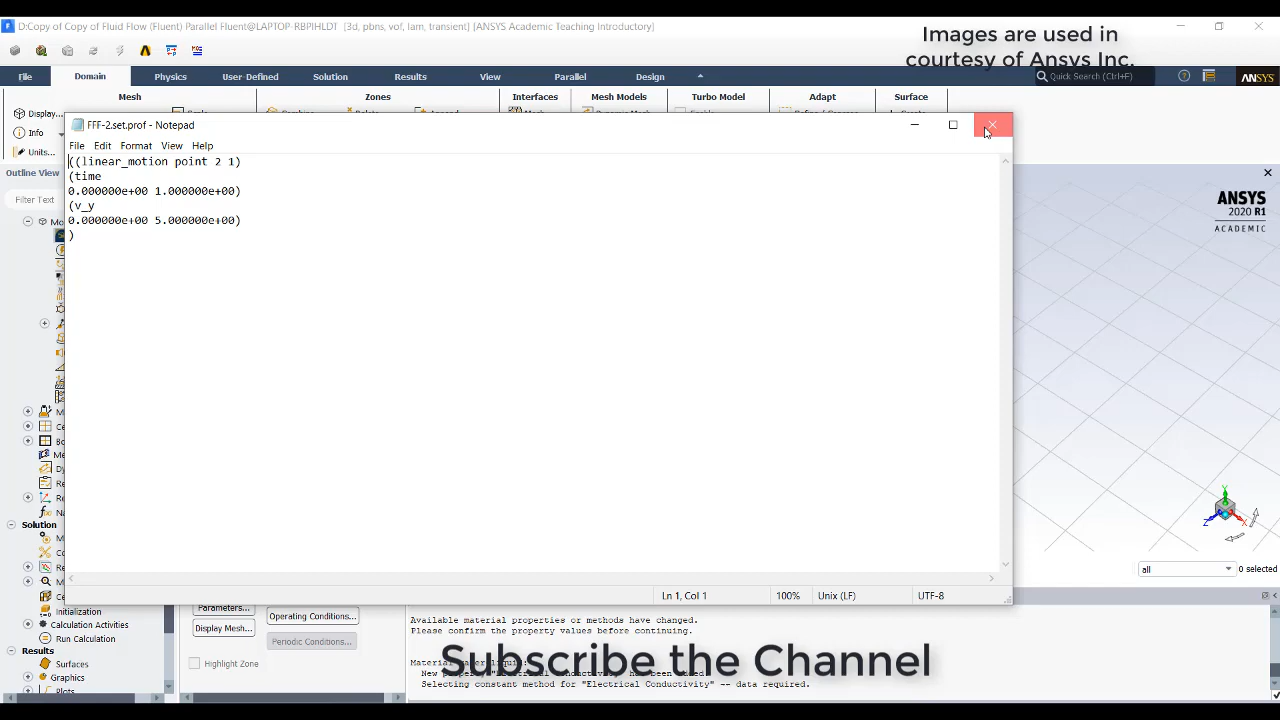 D:Copy of Copy of Fluid Flow (Fluent) Parallel Fluent@LAPTOP-RBPIHLDT [3d, pbns, vof, lam, transient] [ANSYS Academic Teaching Introductory]
Images are used in
courtesy of Ansys Inc.
File Domain Physics User-Defined Solution Results View Parallel Design
Quick Search (Ctrl+F)
ANSYS
Mesh Zones Interfaces Mesh Models Turbo Model Adapt Surface
Display...
Info
Units...
FFF-2.set.prof - Notepad
File Edit Format View Help
((linear_motion point 2 1)
(time
0.000000e+00 1.000000e+00)
(v_y
0.000000e+00 5.000000e+00)
)
Ln 1, Col 1 100% Unix (LF) UTF-8
Outline View
Filter Text
Solution
Initialization
Calculation Activities
Run Calculation
Results
Surfaces
Graphics
Plots
Parameters...
Operating Conditions...
Display Mesh...
Periodic Conditions...
Highlight Zone
ANSYS
2020 R1
ACADEMIC
Y
Z
X
all
0 selected
Available material properties or methods have changed.
Please confirm the property values before continuing.
Selecting constant method for "Electrical Conductivity" -- data required.
Subscribe the Channel